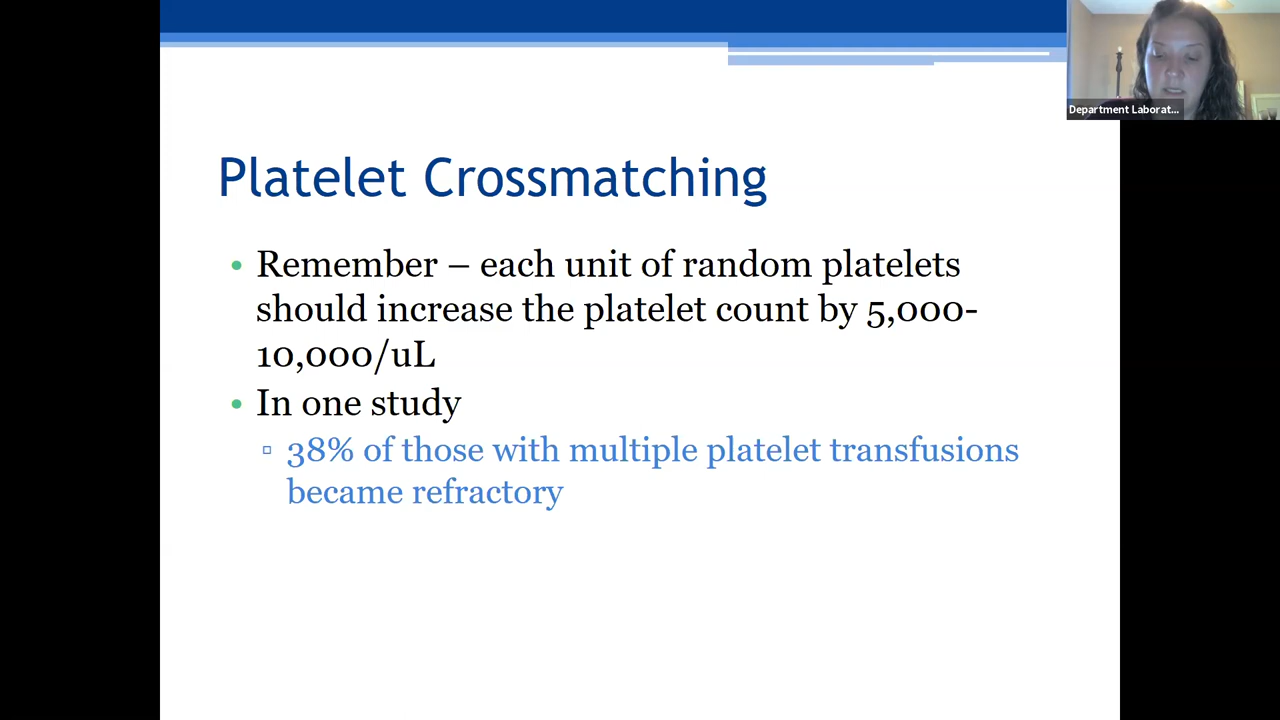 Department Laborat...
Platelet Crossmatching
• Remember – each unit of random platelets
should increase the platelet count by 5,000-
10,000/uL
• In one study
▫ 38% of those with multiple platelet transfusions
became refractory